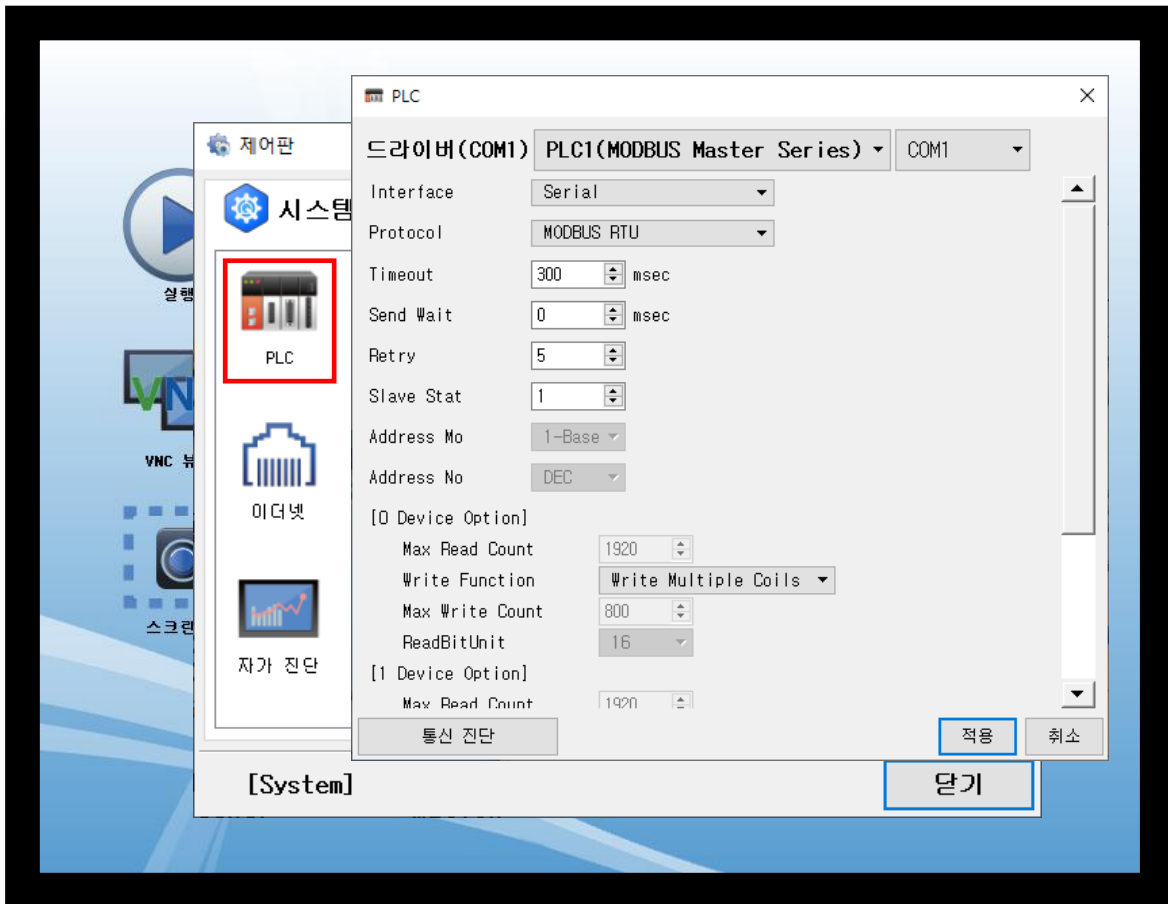 PLC
제어판
드라이버(COM1) PLC1(MODBUS Master Series) COM1
시스템
Interface Serial
Protocol MODBUS RTU
Timeout 300 msec
Send Wait 0 msec
Retry 5
Slave Stat 1
Address Mo 1-Base
Address No DEC
[0 Device Option]
Max Read Count 1920
Write Function Write Multiple Coils
Max Write Count 800
ReadBitUnit 16
[1 Device Option]
Max Read Count 1920
실행
PLC
VNC 뷰
이더넷
스크린
자가 진단
통신 진단 적용 취소
[System] 닫기